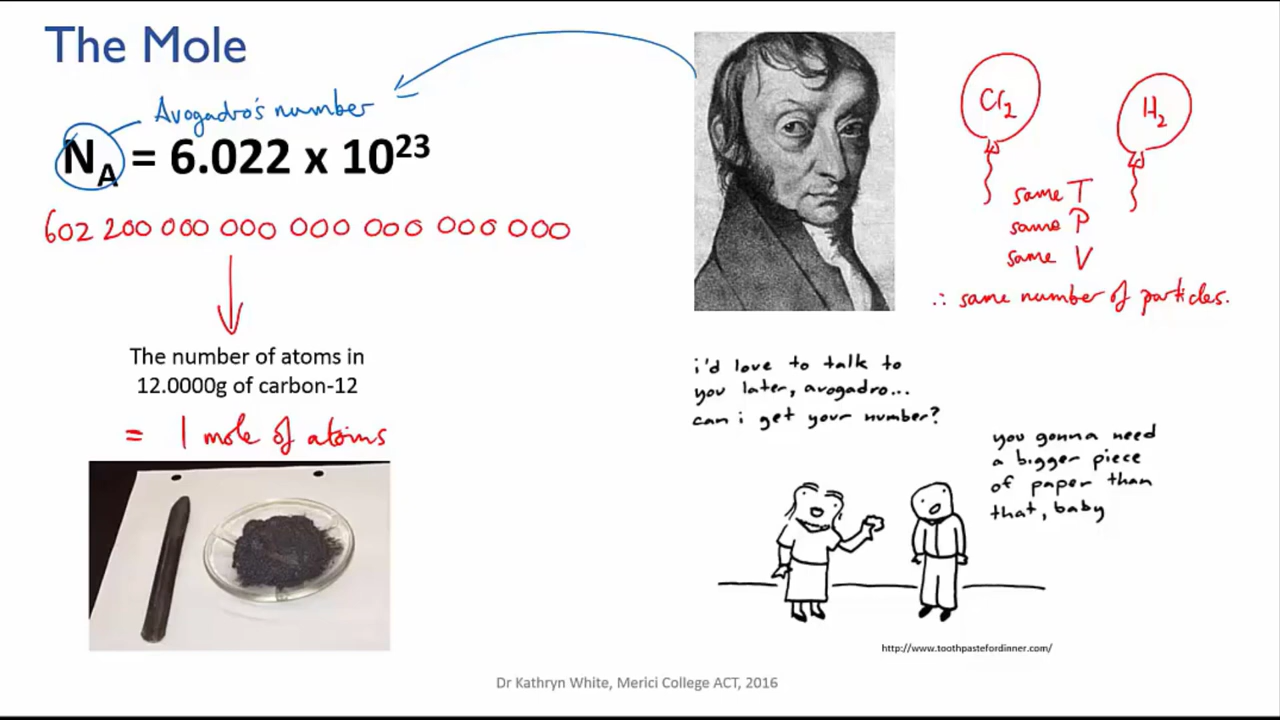 The Mole
Avogadro's number
N_A = 6.022 x 10²³
602 200 000 000 000 000 000 000
The number of atoms in
12.0000g of carbon-12
= 1 mole of atoms
Cl₂
H₂
same T
same P
same V
∴ same number of particles.
i'd love to talk to
you later, avogadro...
can i get your number?
you gonna need
a bigger piece
of paper than
that, baby
http://www.toothpastefordinner.com/
Dr Kathryn White, Merici College ACT, 2016